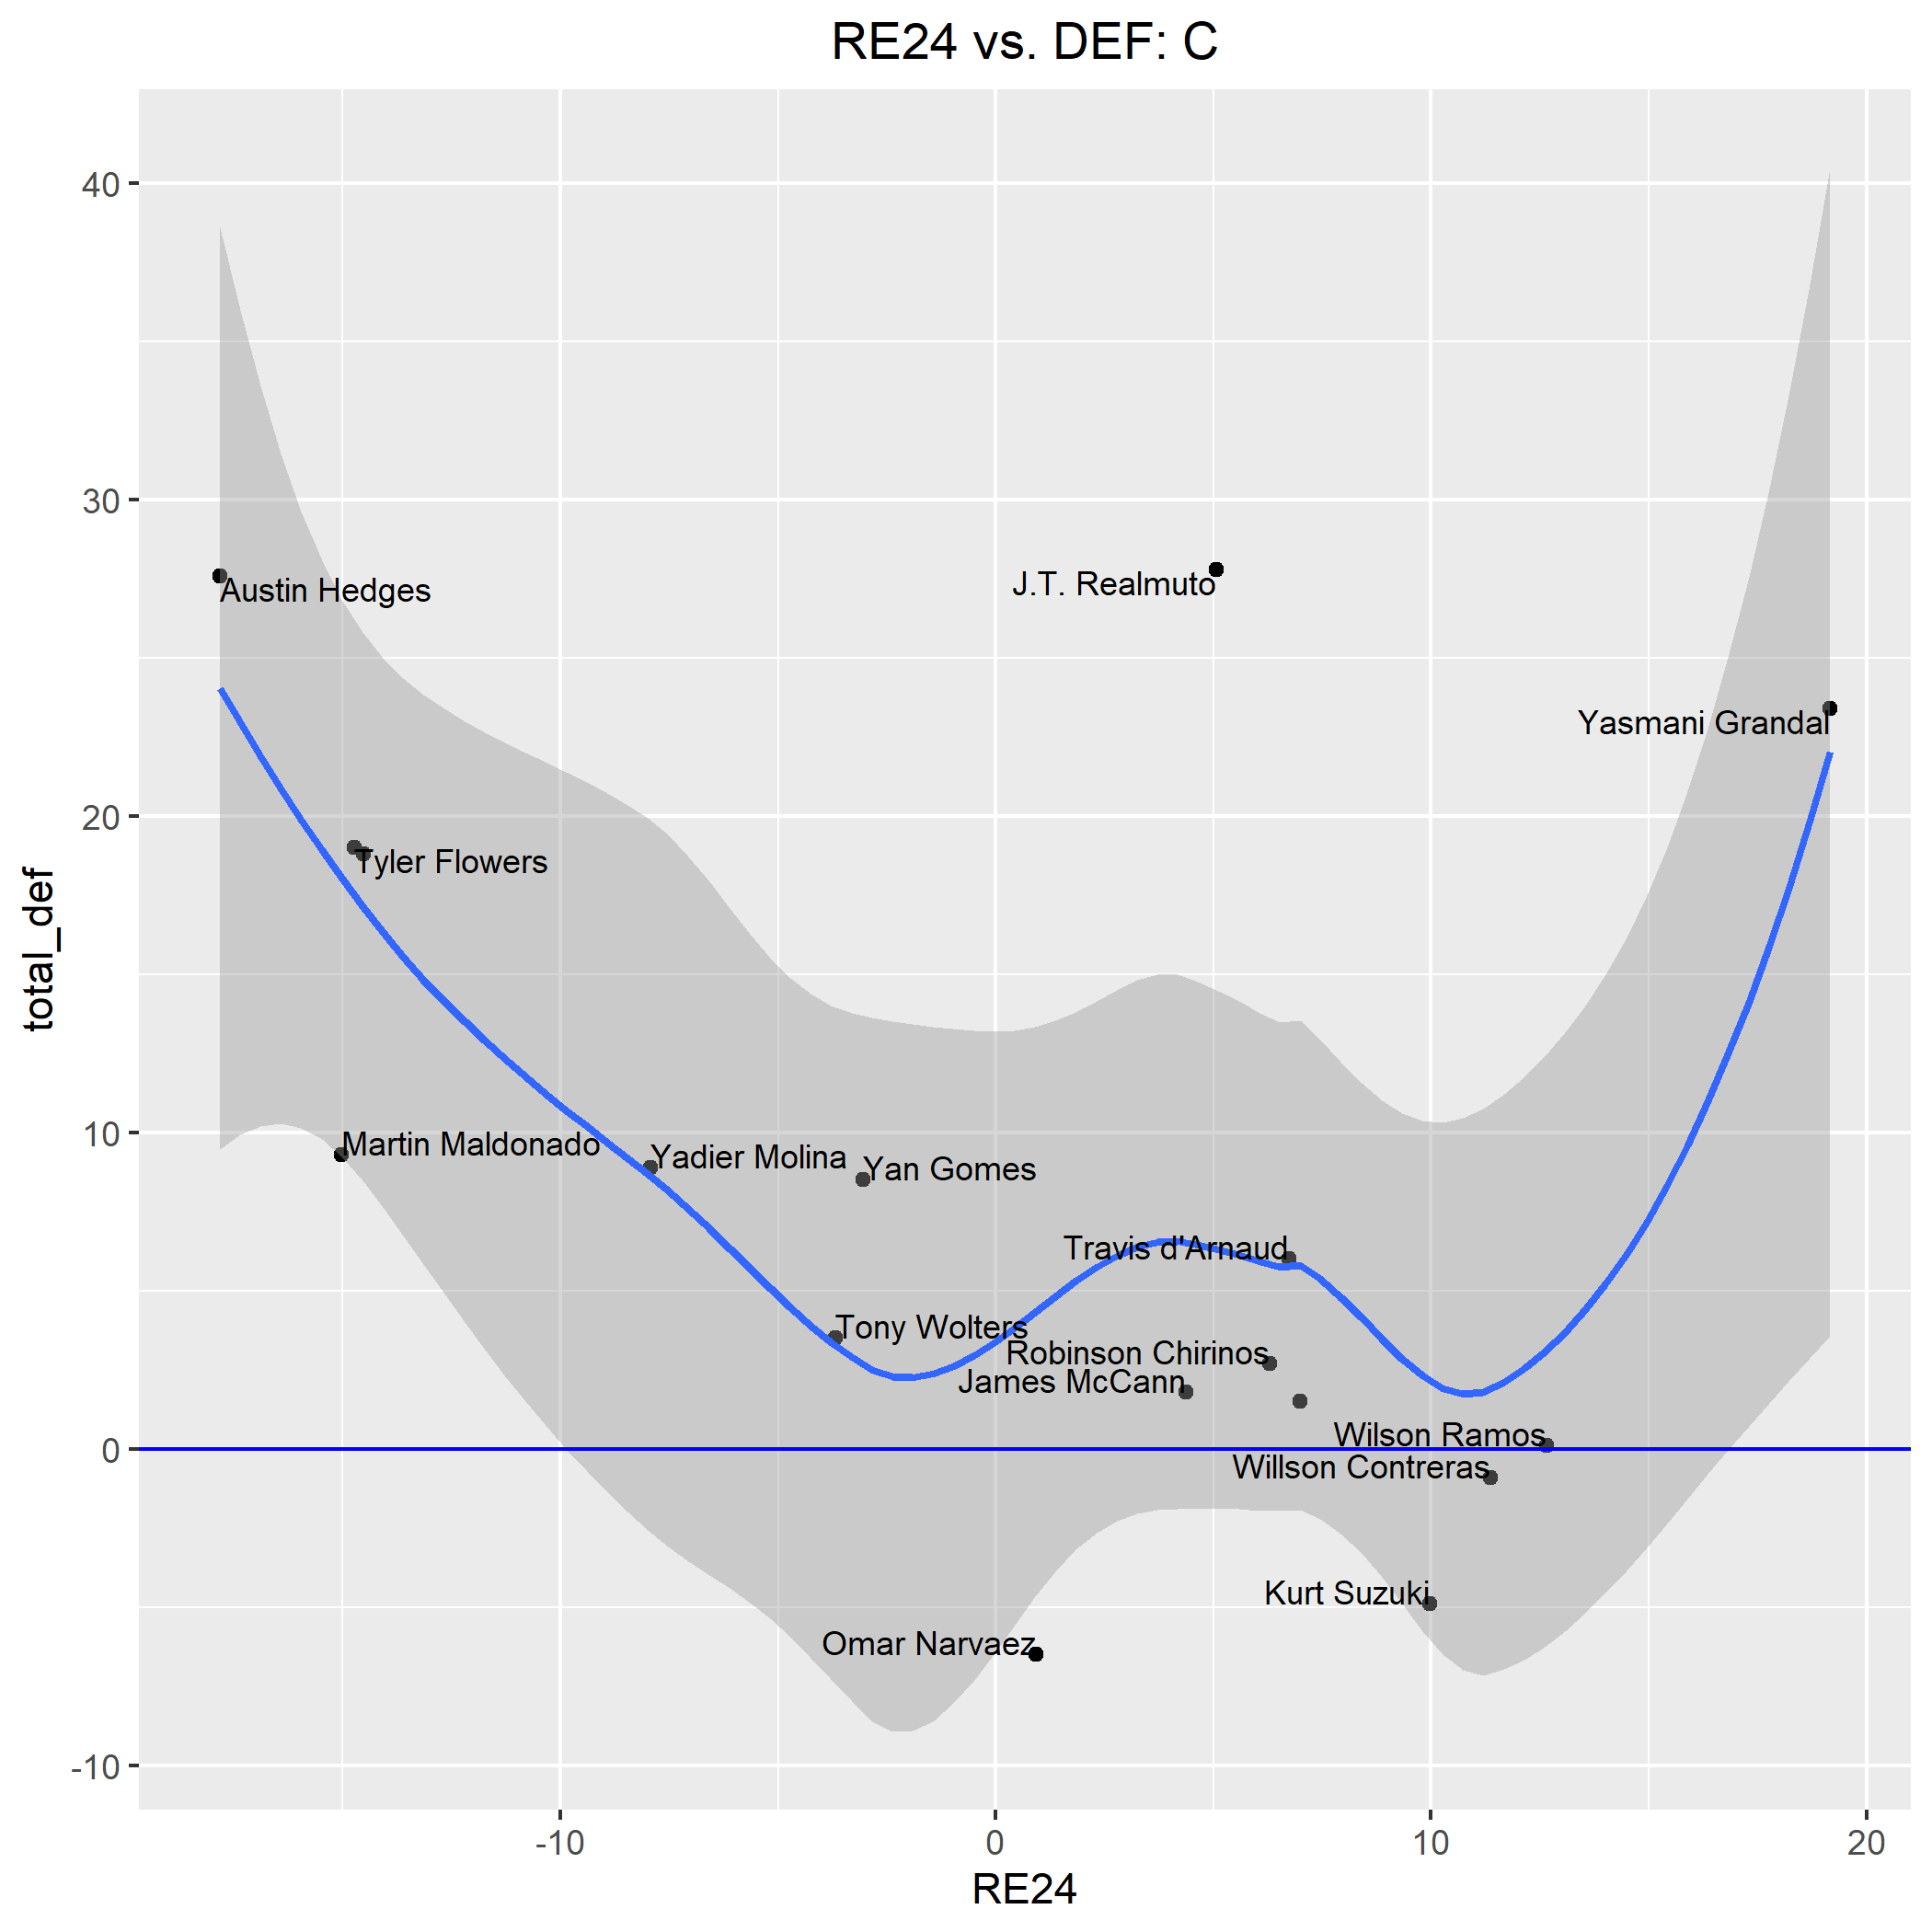 RE24 vs. DEF: C
40
30
20
10
0
-10
total_def
Austin Hedges
J.T. Realmuto
Yasmani Grandal
Tyler Flowers
Martin Maldonado
Yadier Molina
Yan Gomes
Travis d'Arnaud
Tony Wolters
Robinson Chirinos
James McCann
Wilson Ramos
Willson Contreras
Kurt Suzuki
Omar Narvaez
-10
0
10
20
RE24